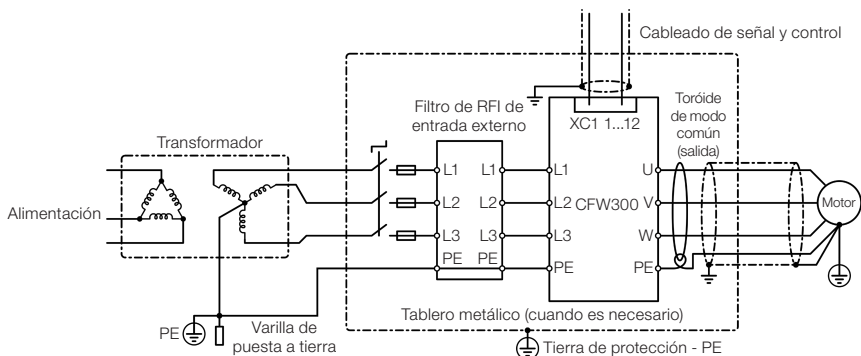 Cableado de señal y control
XC1 1...12
Filtro de RFI de
entrada externo
Toróide
de modo
común
(salida)
Transformador
Alimentación
L1 L1 L1 U
L2 L2 L2 CFW300 V
L3 L3 L3 W
PE PE PE PE
Motor
PE
Varilla de
puesta a tierra
Tablero metálico (cuando es necesario)
Tierra de protección - PE